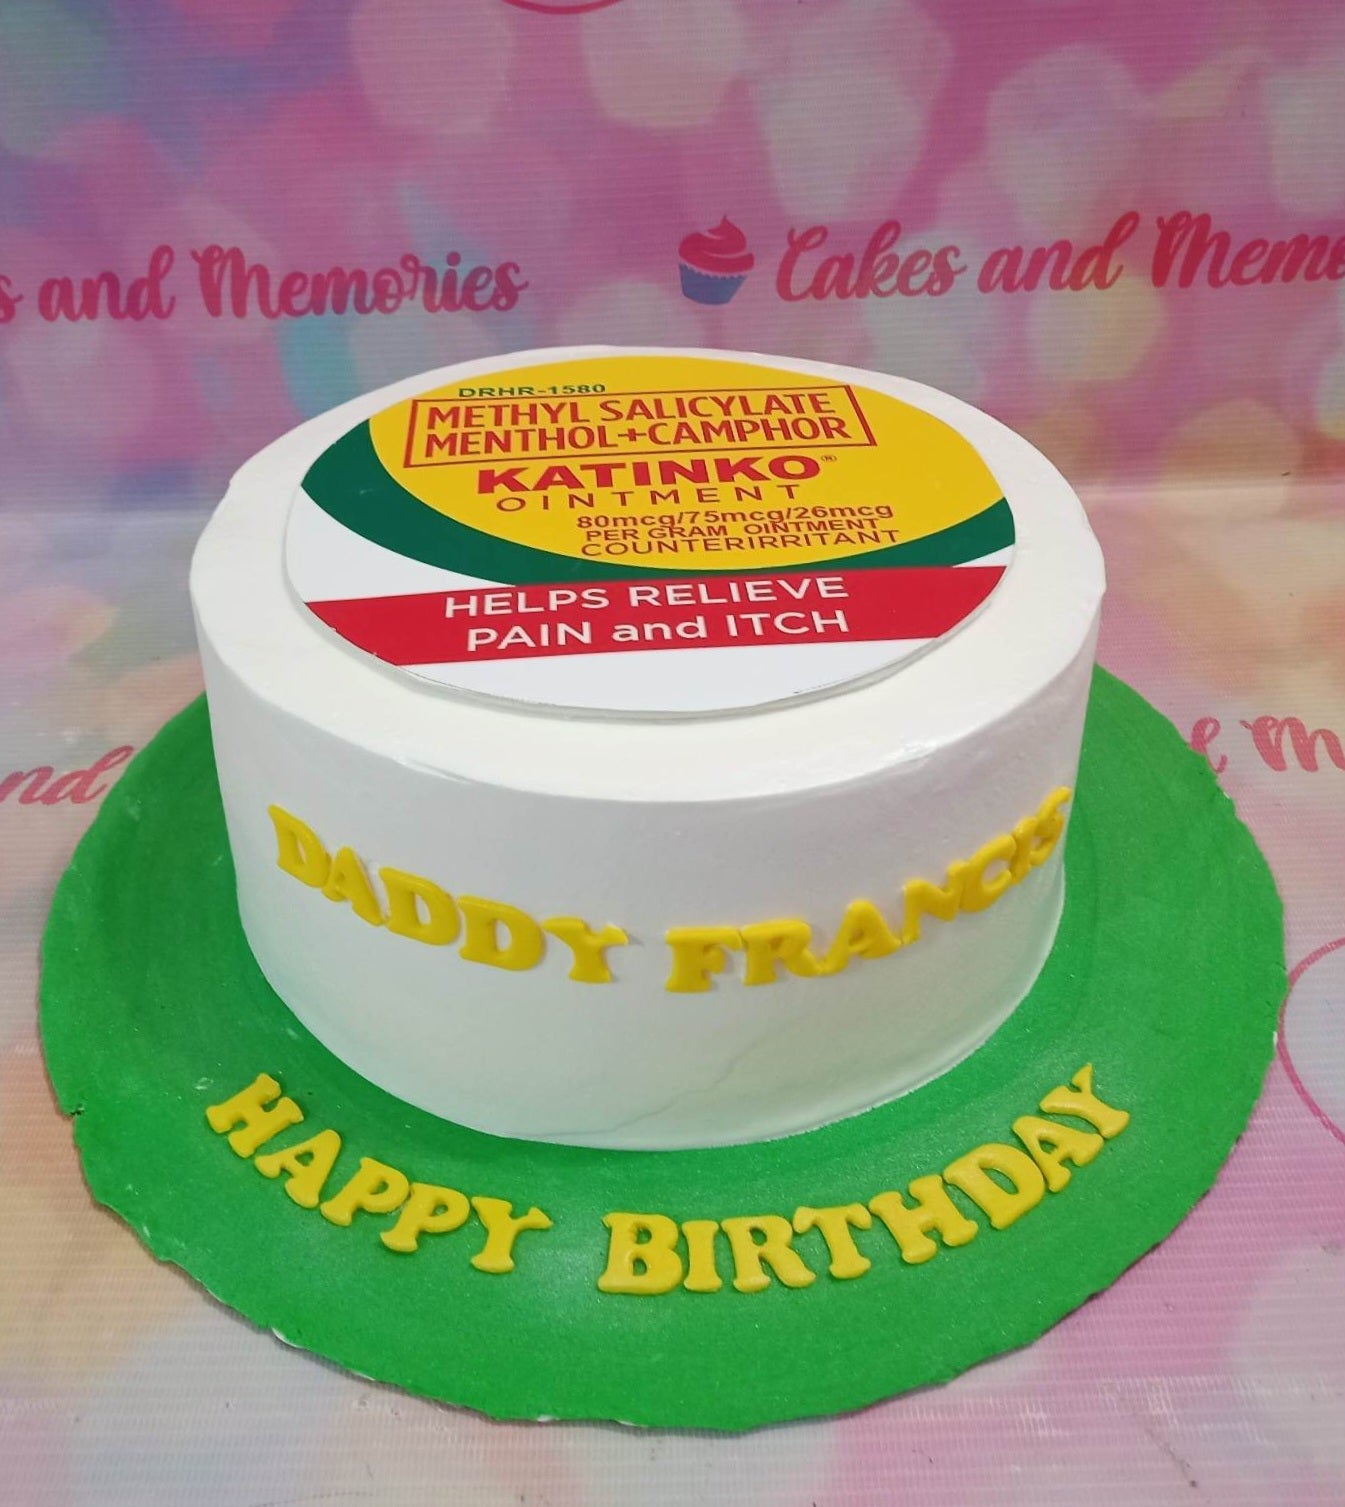 s and Memories
Cakes and Memo
DRHR-1580
METHYL SALICYLATE
MENTHOL+CAMPHOR
KATINKO®
OINTMENT
80mcg/75mcg/26mcg
PER GRAM OINTMENT
COUNTERIRRITANT
HELPS RELIEVE
PAIN and ITCH
nd
e M
DADDY FRANCIS
HAPPY BIRTHDAY